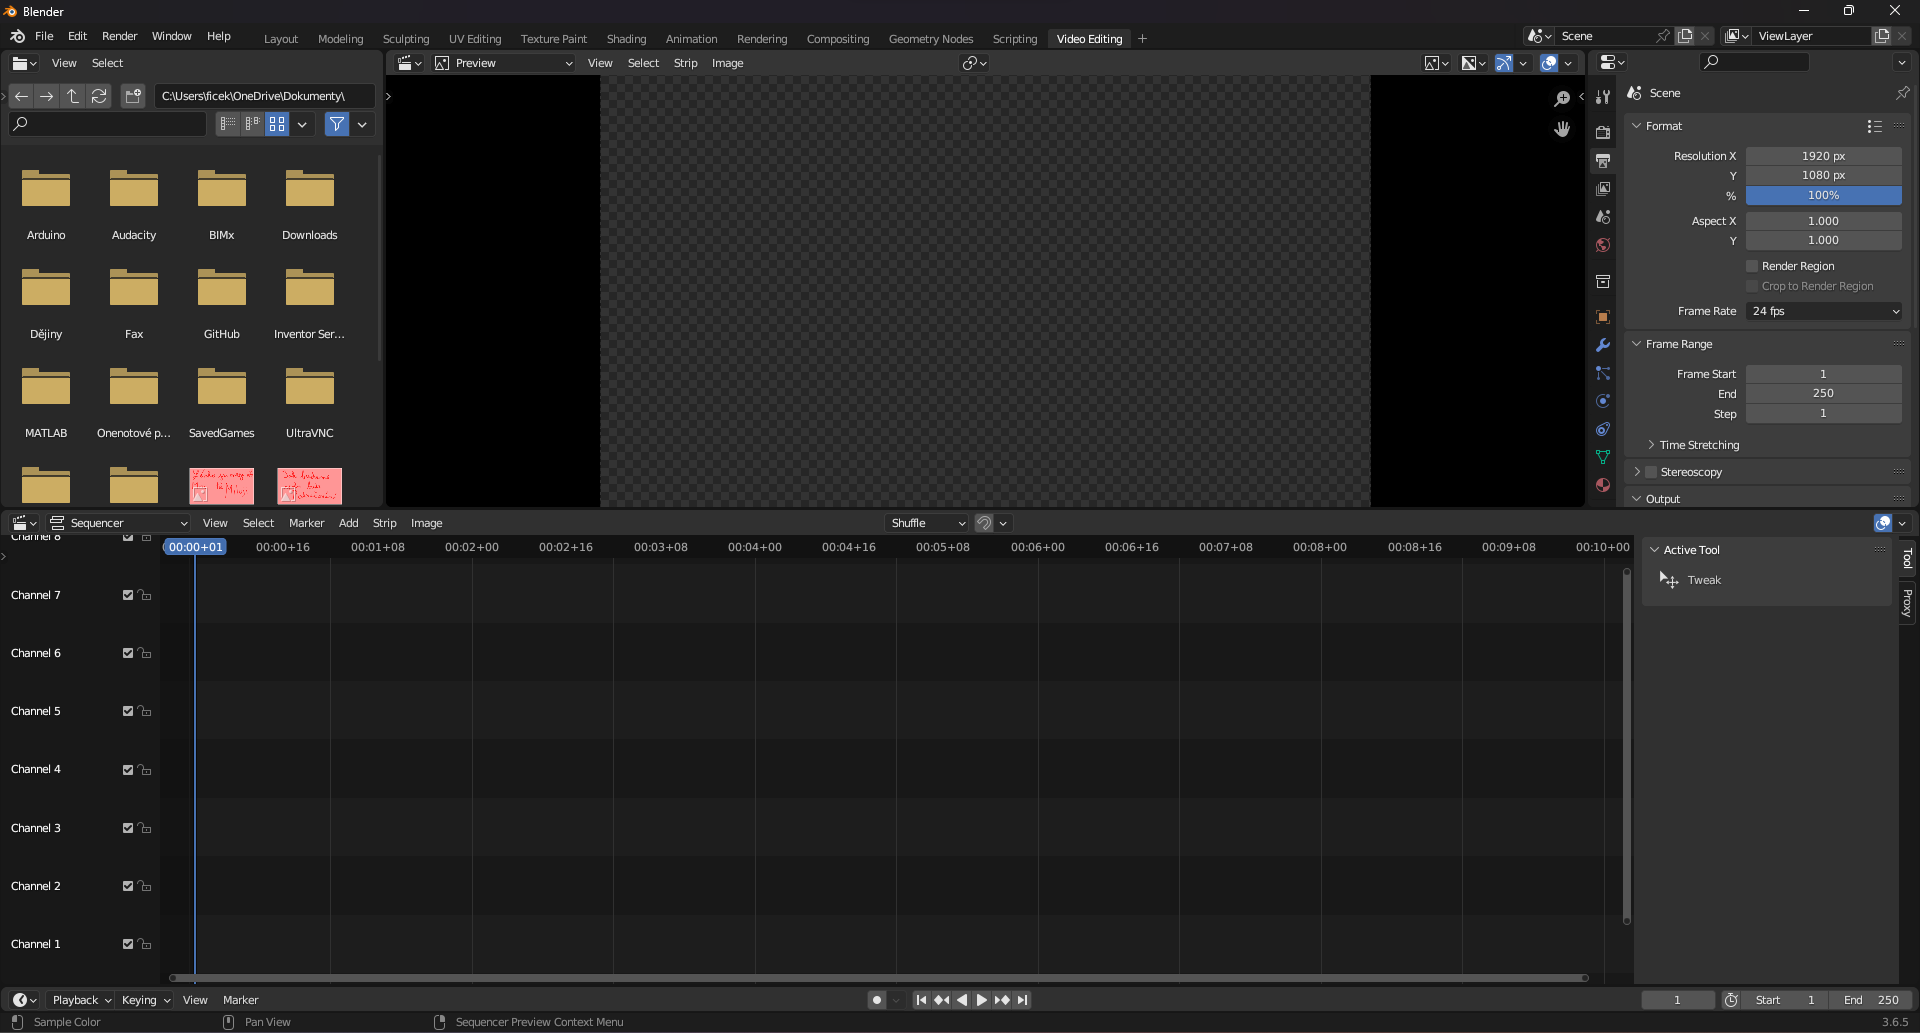 Blender
File Edit Render Window Help Layout Modeling Sculpting UV Editing Texture Paint Shading Animation Rendering Compositing Geometry Nodes Scripting Video Editing Scene ViewLayer
View Select
C:\Users\ficek\OneDrive\Dokumenty\
Arduino Audacity BIMx Downloads
Dějiny Fax GitHub Inventor Ser...
MATLAB Onenotové p... SavedGames UltraVNC
Preview View Select Strip Image
Scene
Format
Resolution X 1920 px
Y 1080 px
% 100%
Aspect X 1.000
Y 1.000
Render Region
Crop to Render Region
Frame Rate 24 fps
Frame Range
Frame Start 1
End 250
Step 1
Time Stretching
Stereoscopy
Output
Sequencer View Select Marker Add Strip Image Shuffle
Channel 8
00:00+01 00:00+16 00:01+08 00:02+00 00:02+16 00:03+08 00:04+00 00:04+16 00:05+08 00:06+00 00:06+16 00:07+08 00:08+00 00:08+16 00:09+08 00:10+00
Channel 7
Channel 6
Channel 5
Channel 4
Channel 3
Channel 2
Channel 1
Active Tool
Tweak
Tool
Proxy
Playback Keying View Marker 1 Start 1 End 250
Sample Color Pan View Sequencer Preview Context Menu 3.6.5